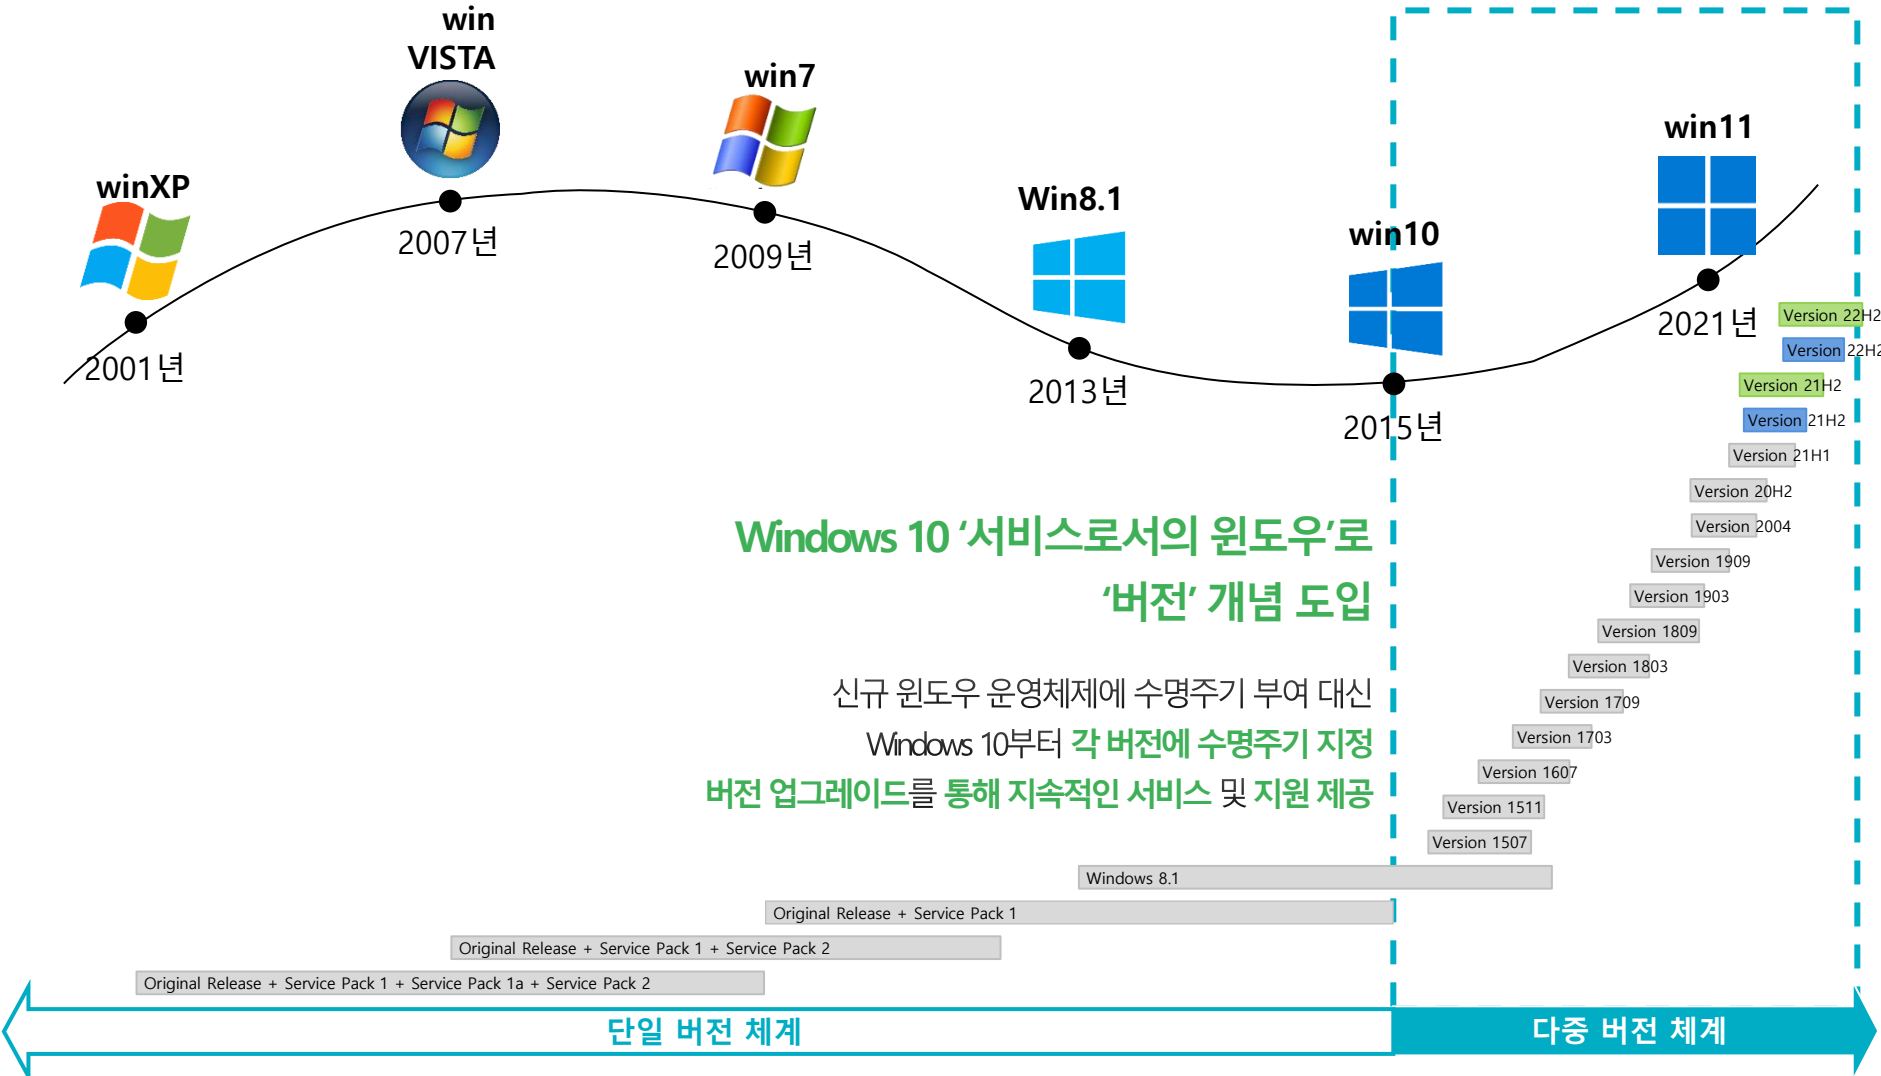 win
VISTA
win7
win11
winXP
Win8.1
win10
2007년
2009년
2021년
2001년
2013년
2015년
Version 22H2
Version 22H2
Version 21H2
Version 21H2
Version 21H1
Version 20H2
Version 2004
Version 1909
Version 1903
Version 1809
Version 1803
Version 1709
Version 1703
Version 1607
Version 1511
Version 1507
Windows 10 ‘서비스로서의 윈도우’로
‘버전’ 개념 도입
신규 윈도우 운영체제에 수명주기 부여 대신
Windows 10부터 각 버전에 수명주기 지정
버전 업그레이드를 통해 지속적인 서비스 및 지원 제공
Windows 8.1
Original Release + Service Pack 1
Original Release + Service Pack 1 + Service Pack 2
Original Release + Service Pack 1 + Service Pack 1a + Service Pack 2
단일 버전 체계
다중 버전 체계